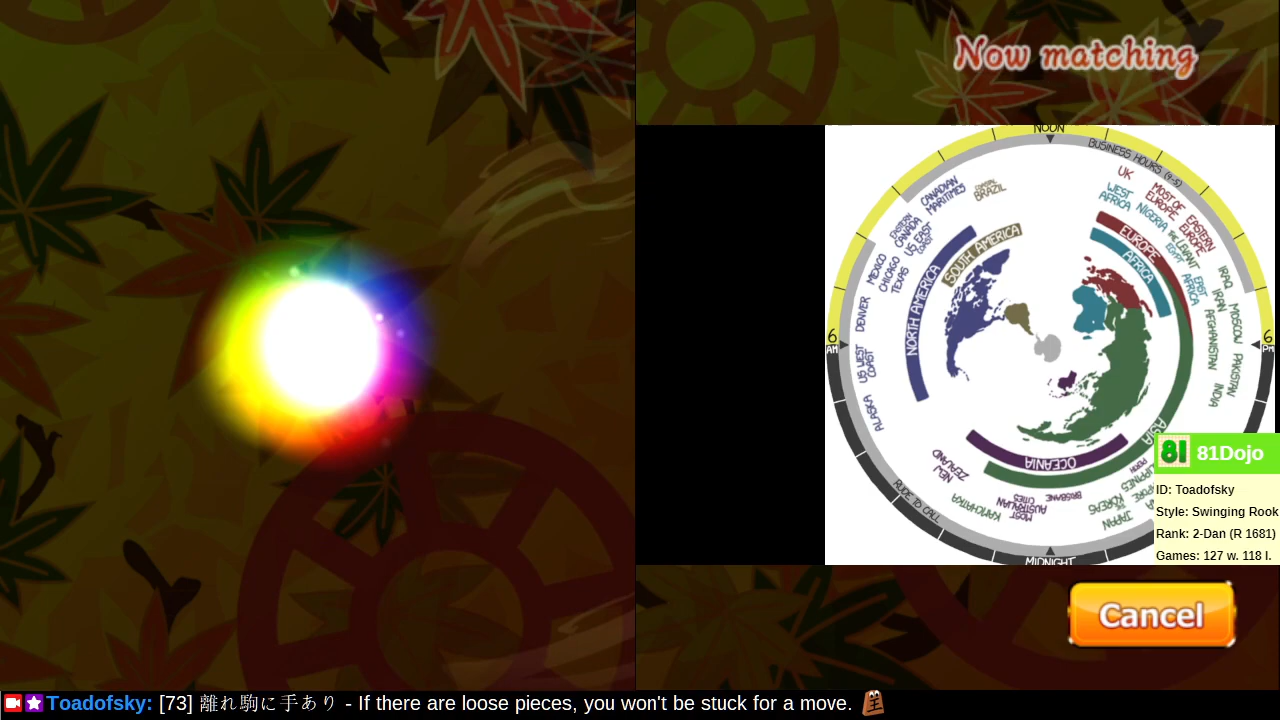 Now matching
NOON
BUSINESS HOURS (9-5)
UK
CANADIAN
MARITIMES
COASTAL
BRAZIL
WEST
AFRICA
NIGERIA
MOST OF
EUROPE
EASTERN
EUROPE
THE LEVANT
EGYPT
EAST
AFRICA
EASTERN
CANADA
US EAST
COAST
MEXICO
CHICAGO
TEXAS
DENVER
US WEST
COAST
ALASKA
SOUTH AMERICA
NORTH AMERICA
EUROPE
AFRICA
ASIA
OCEANIA
IRAQ
IRAN
MOSCOW
AFGHANISTAN
PAKISTAN
INDIA
6
AM
6
PM
NEW
ZEALAND
KAMCHATKA
MOST
AUSTRALIAN
CITIES
BRISBANE
JAPAN
KOREAS
PERTH
RUDE TO CALL
MIDNIGHT
81 81Dojo
ID: Toadofsky
Style: Swinging Rook
Rank: 2-Dan (R 1681)
Games: 127 w. 118 l.
Cancel
Toadofsky: [73] 離れ駒に手あり - If there are loose pieces, you won't be stuck for a move.